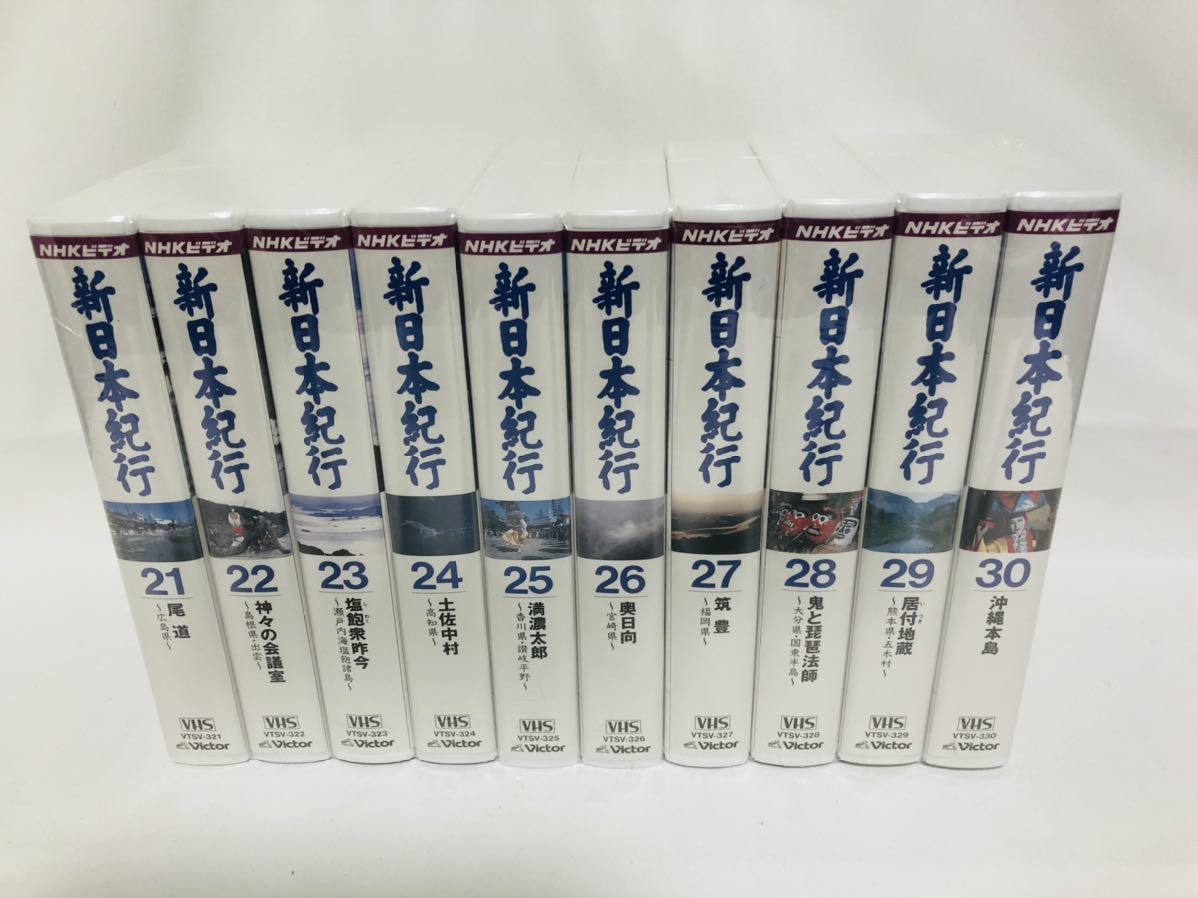 NHKビデオ
新日本紀行
21
尾道
～広島県～
VHS
VTSV-321
Victor
NHKビデオ
新日本紀行
22
神々の会議室
～島根県・出雲～
VHS
VTSV-322
Victor
NHKビデオ
新日本紀行
23
塩飽衆昨今
しわく
～瀬戸内海塩飽諸島～
VHS
VTSV-323
Victor
NHKビデオ
新日本紀行
24
土佐中村
～高知県～
VHS
VTSV-324
Victor
NHKビデオ
新日本紀行
25
満濃太郎
～香川県・讃岐平野～
VHS
VTSV-325
Victor
NHKビデオ
新日本紀行
26
奥日向
～宮崎県～
VHS
VTSV-326
Victor
NHKビデオ
新日本紀行
27
筑豊
～福岡県～
VHS
VTSV-327
Victor
NHKビデオ
新日本紀行
28
鬼と琵琶法師
～大分県・国東半島～
VHS
VTSV-328
Victor
NHKビデオ
新日本紀行
29
居付地蔵
いつき
～熊本県・五木村～
VHS
VTSV-329
Victor
NHKビデオ
新日本紀行
30
沖縄本島
VHS
VTSV-330
Victor